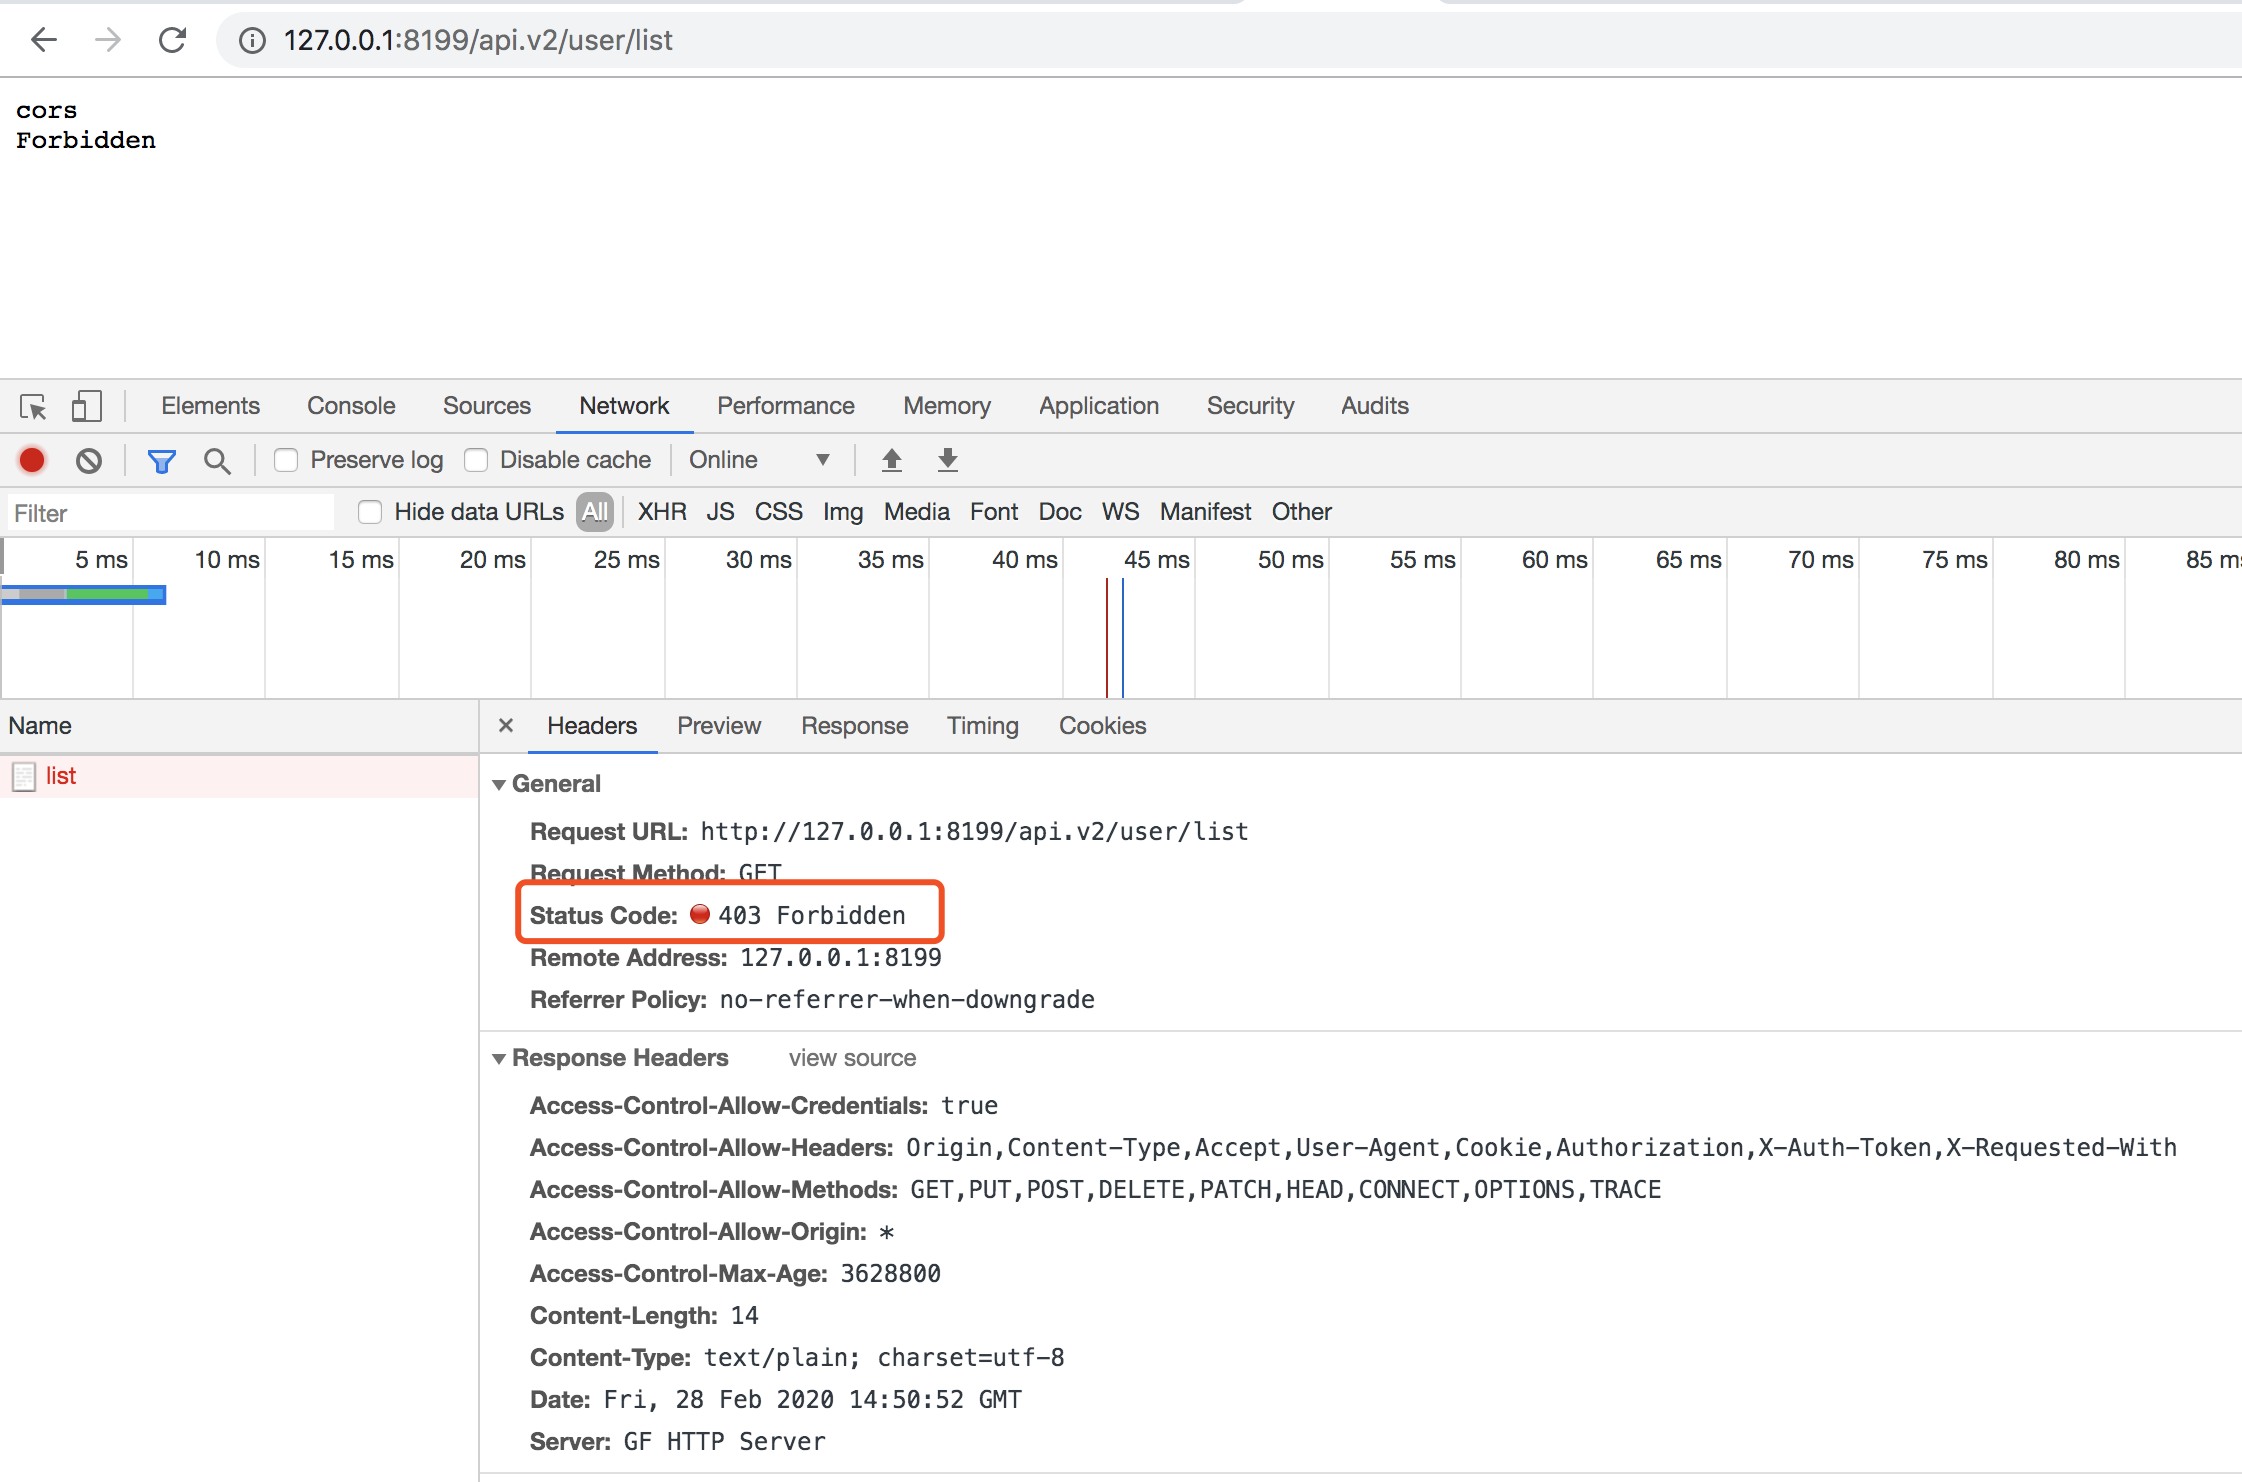 127.0.0.1:8199/api.v2/user/list
cors
Forbidden
Elements Console Sources Network Performance Memory Application Security Audits
Preserve log Disable cache Online
Filter Hide data URLs All XHR JS CSS Img Media Font Doc WS Manifest Other
5 ms 10 ms 15 ms 20 ms 25 ms 30 ms 35 ms 40 ms 45 ms 50 ms 55 ms 60 ms 65 ms 70 ms 75 ms 80 ms 85 ms
Name × Headers Preview Response Timing Cookies
list
General
Request URL: http://127.0.0.1:8199/api.v2/user/list
Request Method: GET
Status Code: 403 Forbidden
Remote Address: 127.0.0.1:8199
Referrer Policy: no-referrer-when-downgrade
Response Headers view source
Access-Control-Allow-Credentials: true
Access-Control-Allow-Headers: Origin,Content-Type,Accept,User-Agent,Cookie,Authorization,X-Auth-Token,X-Requested-With
Access-Control-Allow-Methods: GET,PUT,POST,DELETE,PATCH,HEAD,CONNECT,OPTIONS,TRACE
Access-Control-Allow-Origin: *
Access-Control-Max-Age: 3628800
Content-Length: 14
Content-Type: text/plain; charset=utf-8
Date: Fri, 28 Feb 2020 14:50:52 GMT
Server: GF HTTP Server